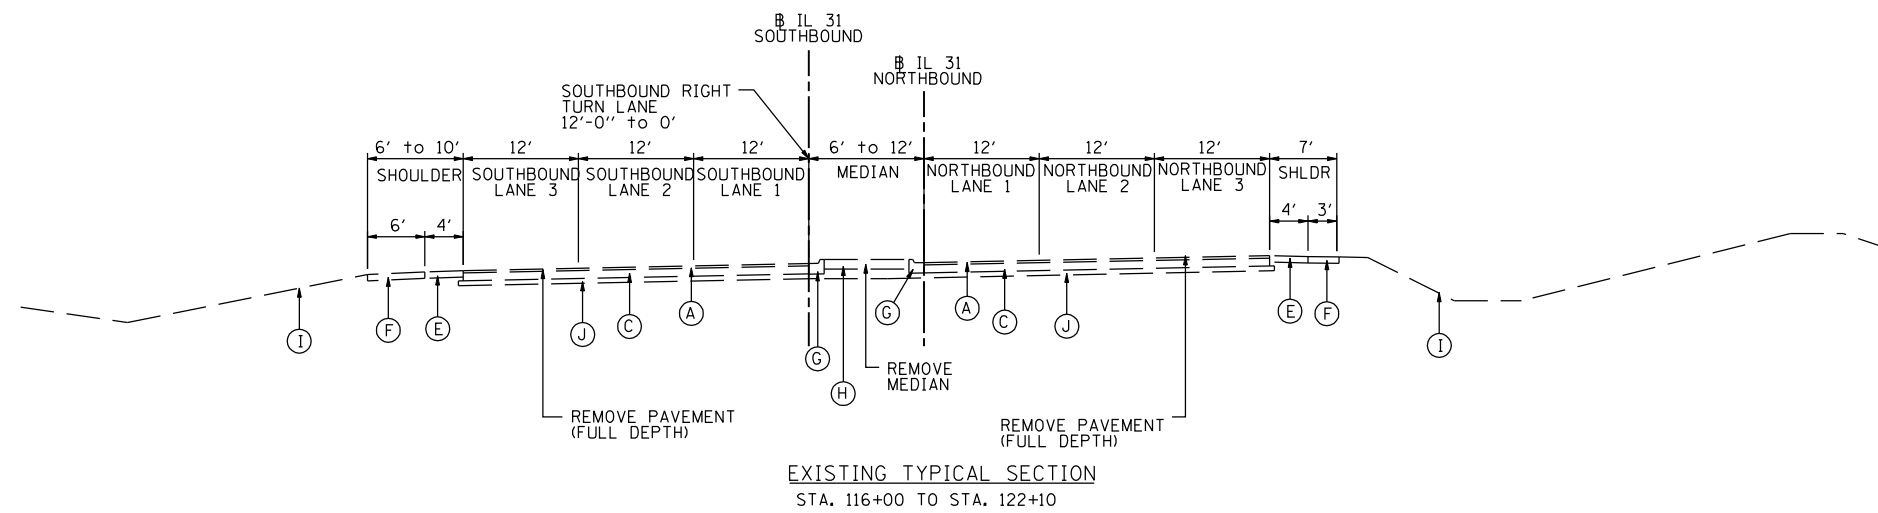 ℄ IL 31
SOUTHBOUND
℄ IL 31
NORTHBOUND
SOUTHBOUND RIGHT
TURN LANE
12'-0'' to 0'
6' to 10'
12'
12'
12'
6' to 12'
12'
12'
12'
7'
SHOULDER
SOUTHBOUND
LANE 3
SOUTHBOUND
LANE 2
SOUTHBOUND
LANE 1
MEDIAN
NORTHBOUND
LANE 1
NORTHBOUND
LANE 2
NORTHBOUND
LANE 3
SHLDR
6'
4'
4'
3'
I
F
E
J
C
A
G
H
G
A
C
J
E
F
I
REMOVE
MEDIAN
REMOVE PAVEMENT
(FULL DEPTH)
REMOVE PAVEMENT
(FULL DEPTH)
EXISTING TYPICAL SECTION
STA. 116+00 TO STA. 122+10